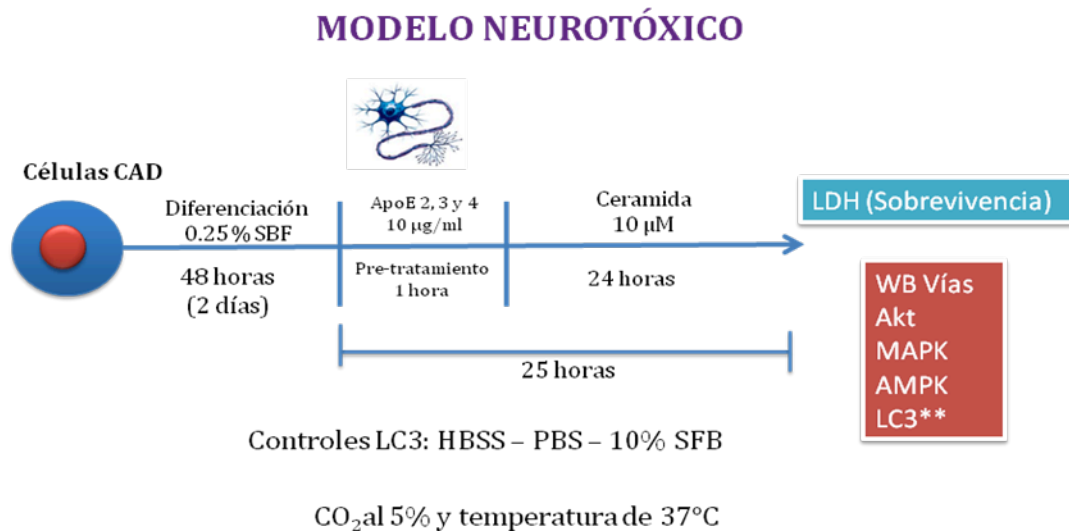 MODELO NEUROTÓXICO
Células CAD
Diferenciación
0.25% SBF
48 horas
(2 días)
ApoE 2, 3 y 4
10 µg/ml
Pre-tratamiento
1 hora
Ceramida
10 µM
24 horas
25 horas
LDH (Sobrevivencia)
WB Vías
Akt
MAPK
AMPK
LC3**
Controles LC3: HBSS – PBS – 10% SFB
CO₂al 5% y temperatura de 37°C